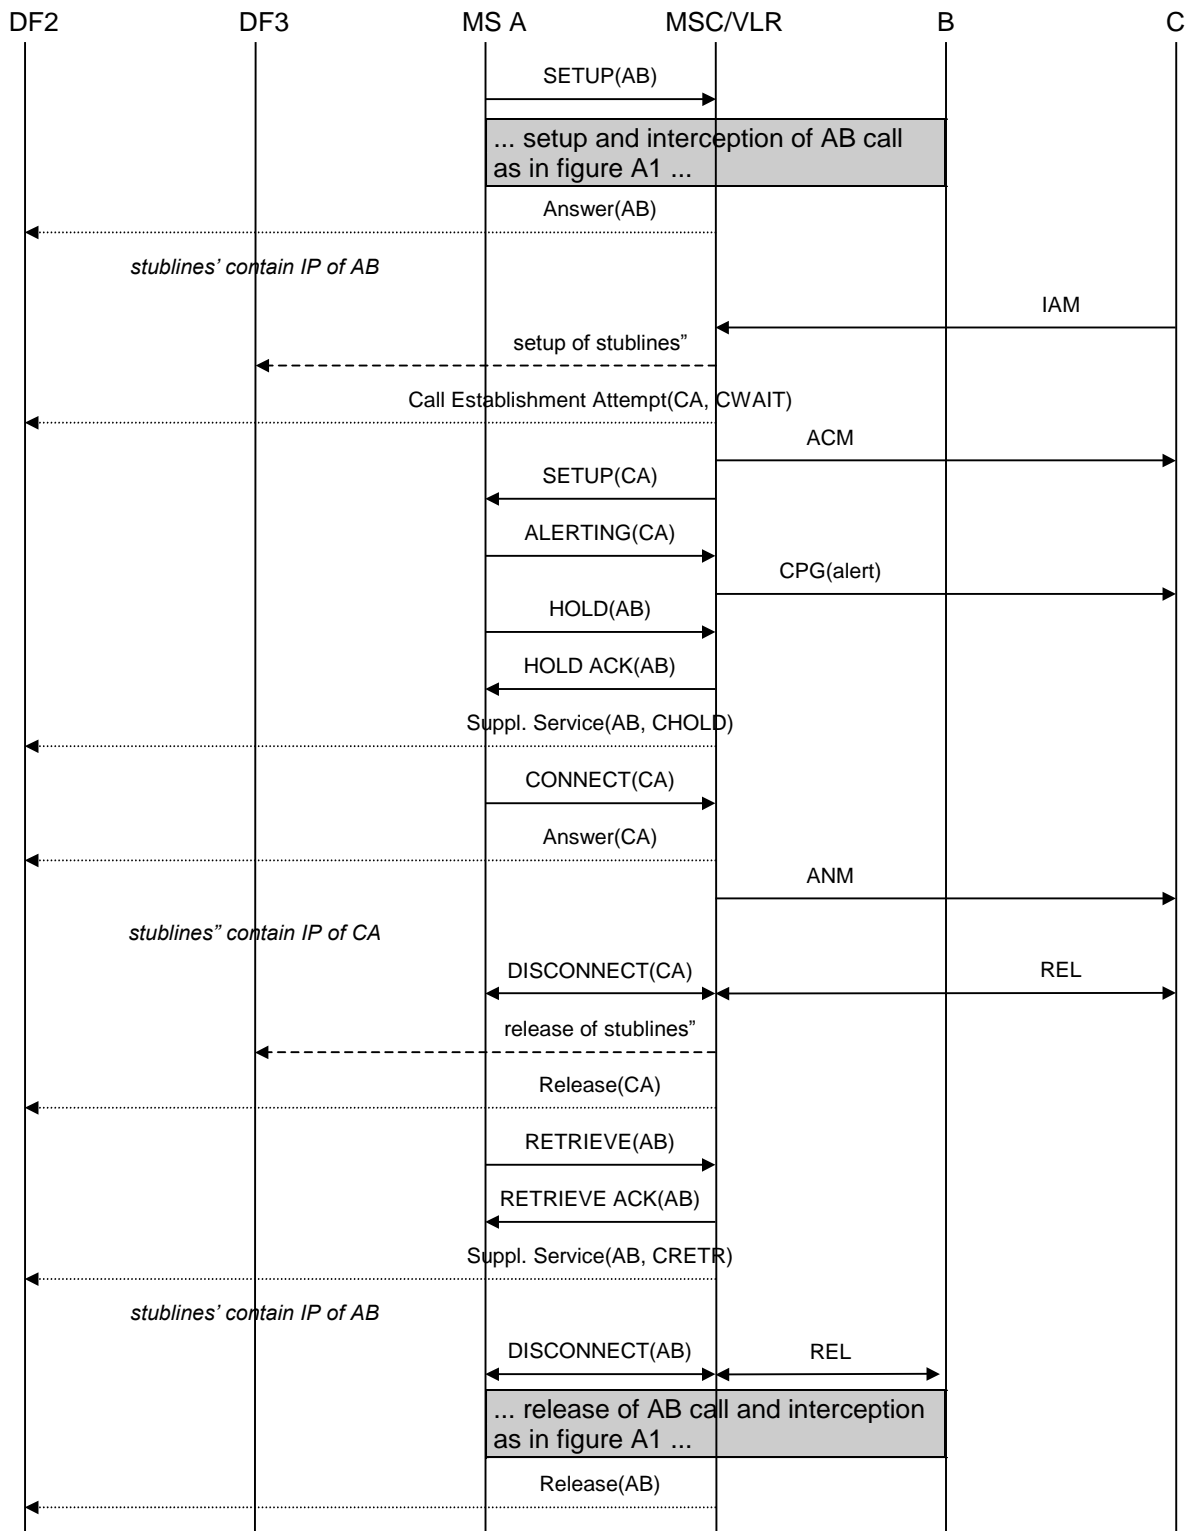 DF2 DF3 MS A MSC/VLR B C
SETUP(AB)
... setup and interception of AB call
as in figure A1 ...
Answer(AB)
stublines’ contain IP of AB
IAM
setup of stublines”
Call Establishment Attempt(CA, CWAIT)
ACM
SETUP(CA)
ALERTING(CA)
CPG(alert)
HOLD(AB)
HOLD ACK(AB)
Suppl. Service(AB, CHOLD)
CONNECT(CA)
Answer(CA)
ANM
stublines” contain IP of CA
DISCONNECT(CA) REL
release of stublines”
Release(CA)
RETRIEVE(AB)
RETRIEVE ACK(AB)
Suppl. Service(AB, CRETR)
stublines’ contain IP of AB
DISCONNECT(AB) REL
... release of AB call and interception
as in figure A1 ...
Release(AB)